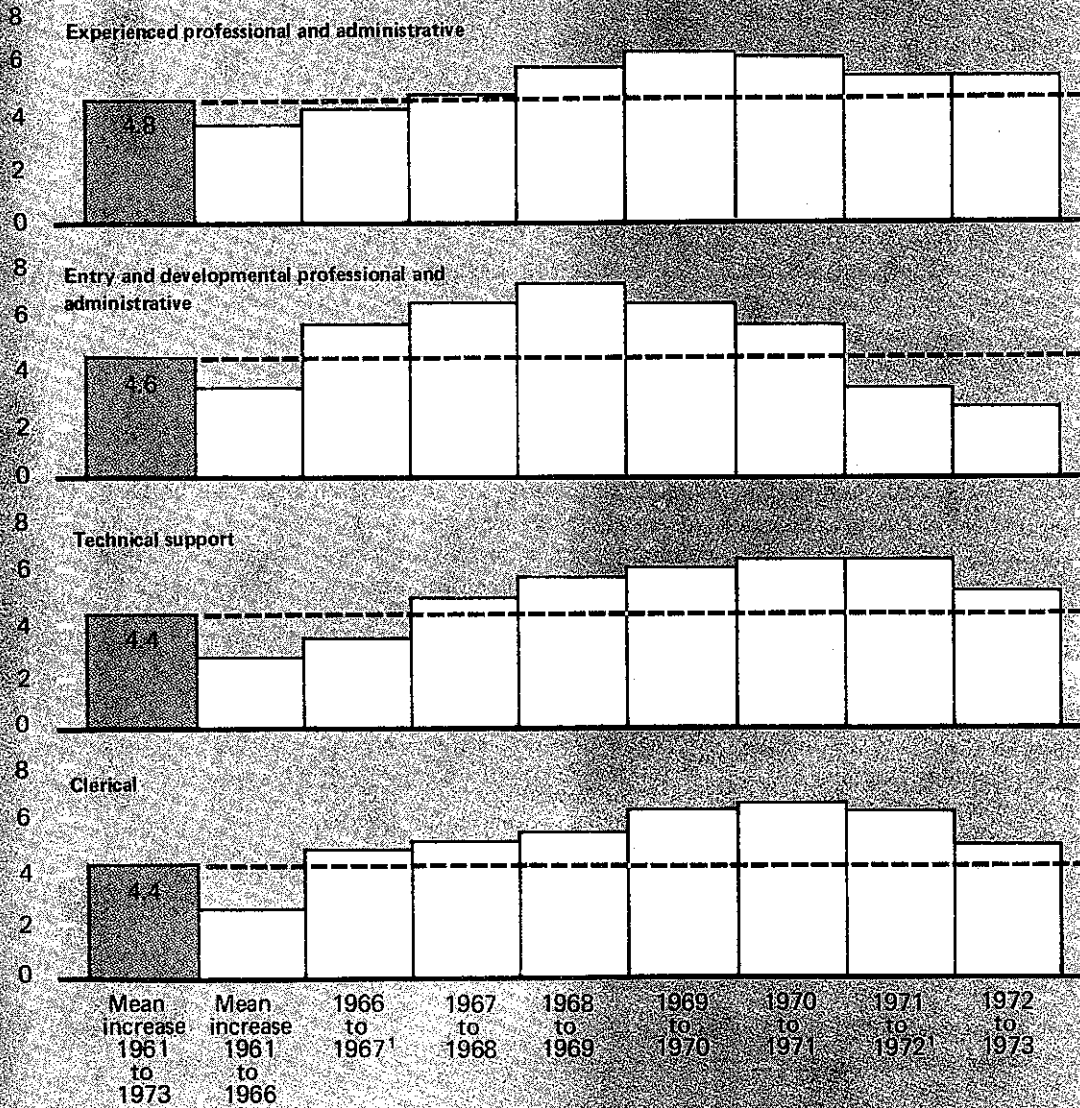 8
Experienced professional and administrative
6
4
4.8
2
0
8
Entry and developmental professional and
administrative
6
4
4.6
2
0
8
Technical support
6
4
4.4
2
0
8
Clerical
6
4
4.4
2
0
Mean increase 1961 to 1973
Mean increase 1961 to 1966
1966 to 1967¹
1967 to 1968
1968 to 1969
1969 to 1970
1970 to 1971
1971 to 1972¹
1972 to 1973